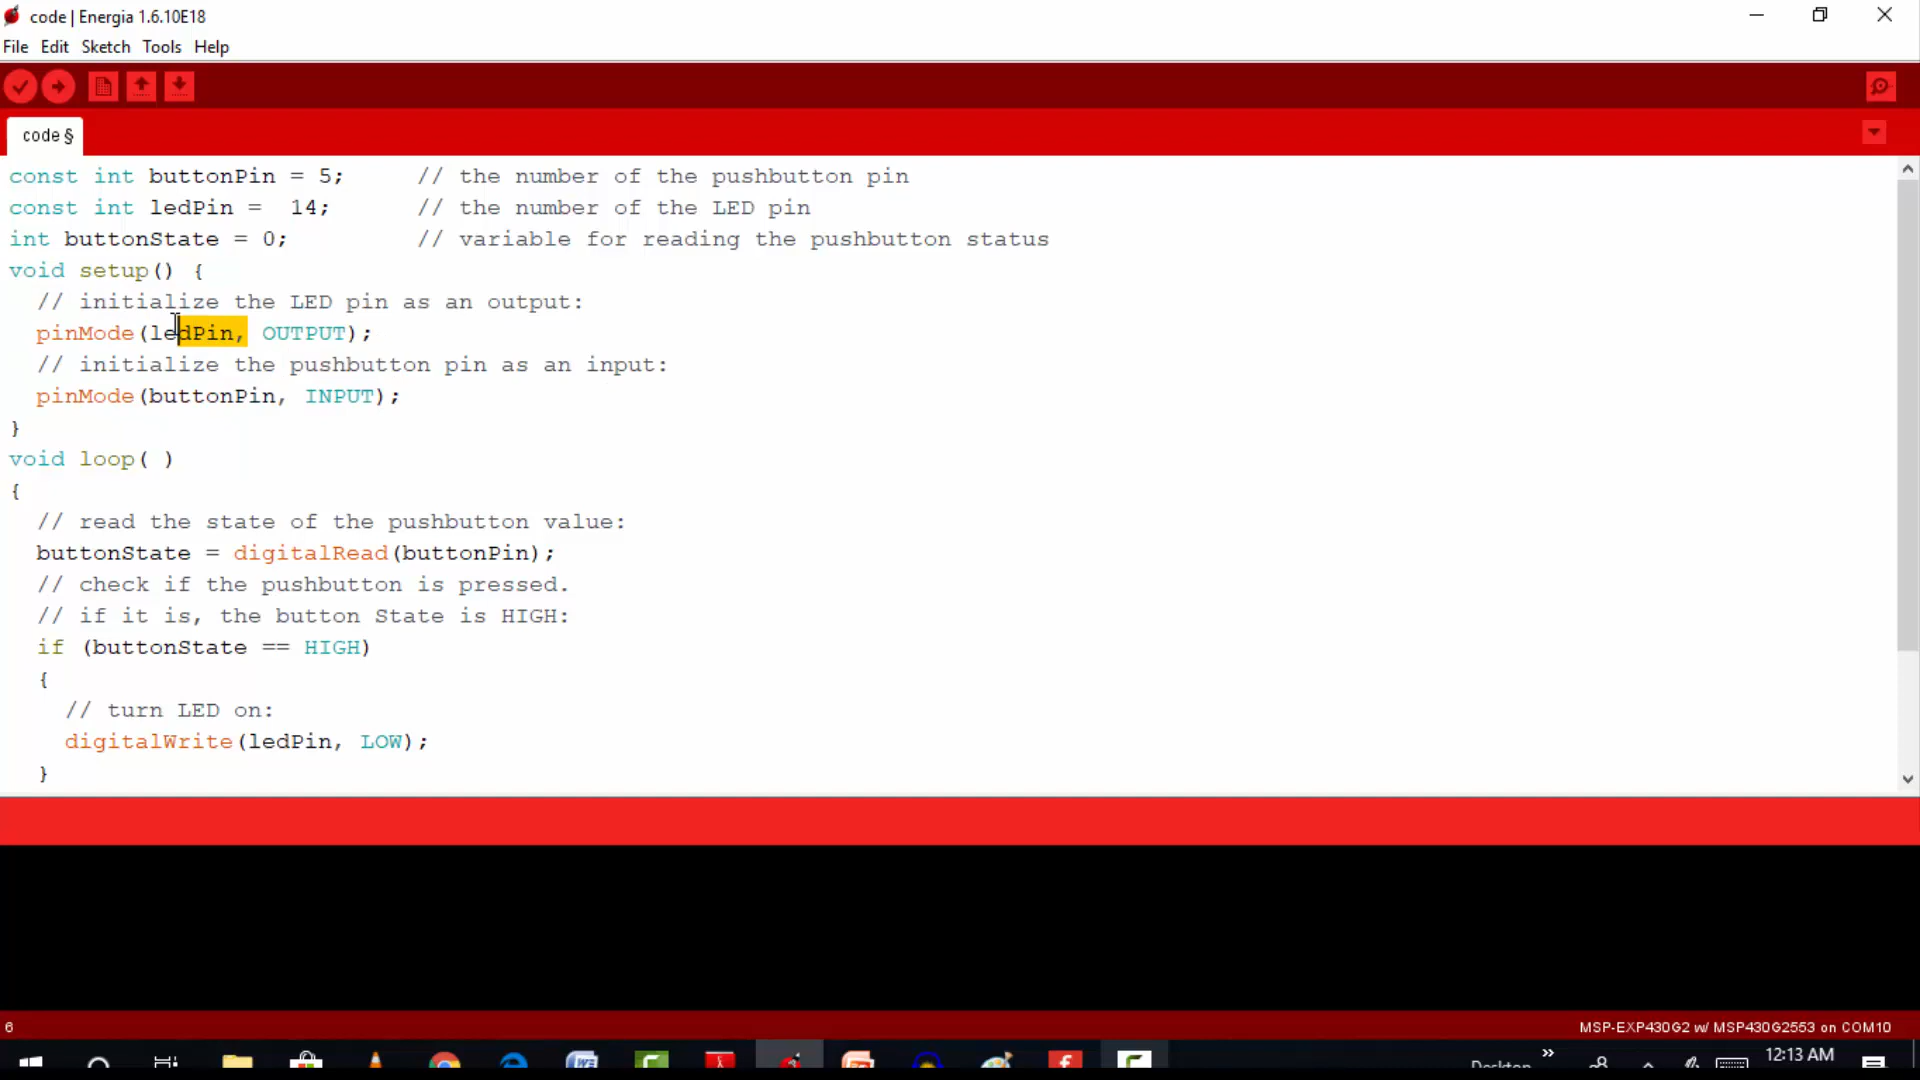 code | Energia 1.6.10E18
File Edit Sketch Tools Help
code §
const int buttonPin = 5;     // the number of the pushbutton pin
const int ledPin =  14;      // the number of the LED pin
int buttonState = 0;         // variable for reading the pushbutton status
void setup() {
// initialize the LED pin as an output:
pinMode(ledPin, OUTPUT);
// initialize the pushbutton pin as an input:
pinMode(buttonPin, INPUT);
}
void loop( )
{
// read the state of the pushbutton value:
buttonState = digitalRead(buttonPin);
// check if the pushbutton is pressed.
// if it is, the button State is HIGH:
if (buttonState == HIGH)
{
// turn LED on:
digitalWrite(ledPin, LOW);
}
6
MSP-EXP430G2 w/ MSP430G2553 on COM10
Desktop
12:13 AM